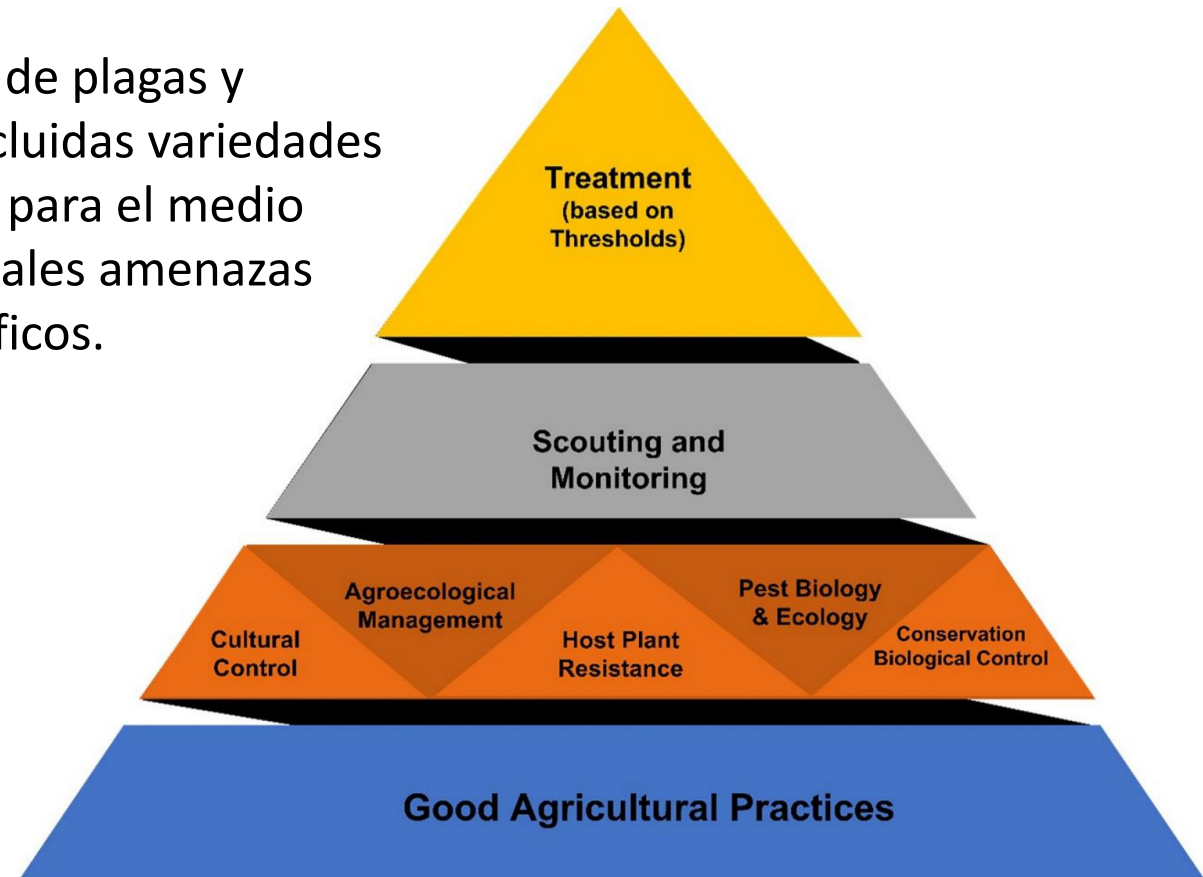 de plagas y
cluidas variedades
para el medio
ales amenazas
ficos.
Treatment
(based on
Thresholds)
Scouting and
Monitoring
Cultural
Control
Agroecological
Management
Host Plant
Resistance
Pest Biology
& Ecology
Conservation
Biological Control
Good Agricultural Practices